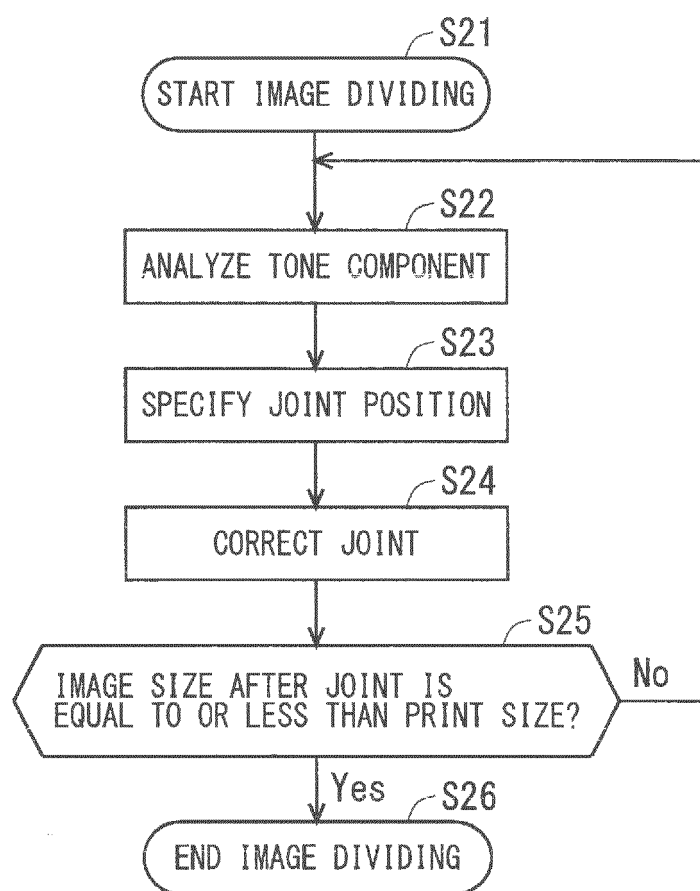 S21
START IMAGE DIVIDING
S22
ANALYZE TONE COMPONENT
S23
SPECIFY JOINT POSITION
S24
CORRECT JOINT
S25
IMAGE SIZE AFTER JOINT IS
EQUAL TO OR LESS THAN PRINT SIZE?
No
Yes
S26
END IMAGE DIVIDING